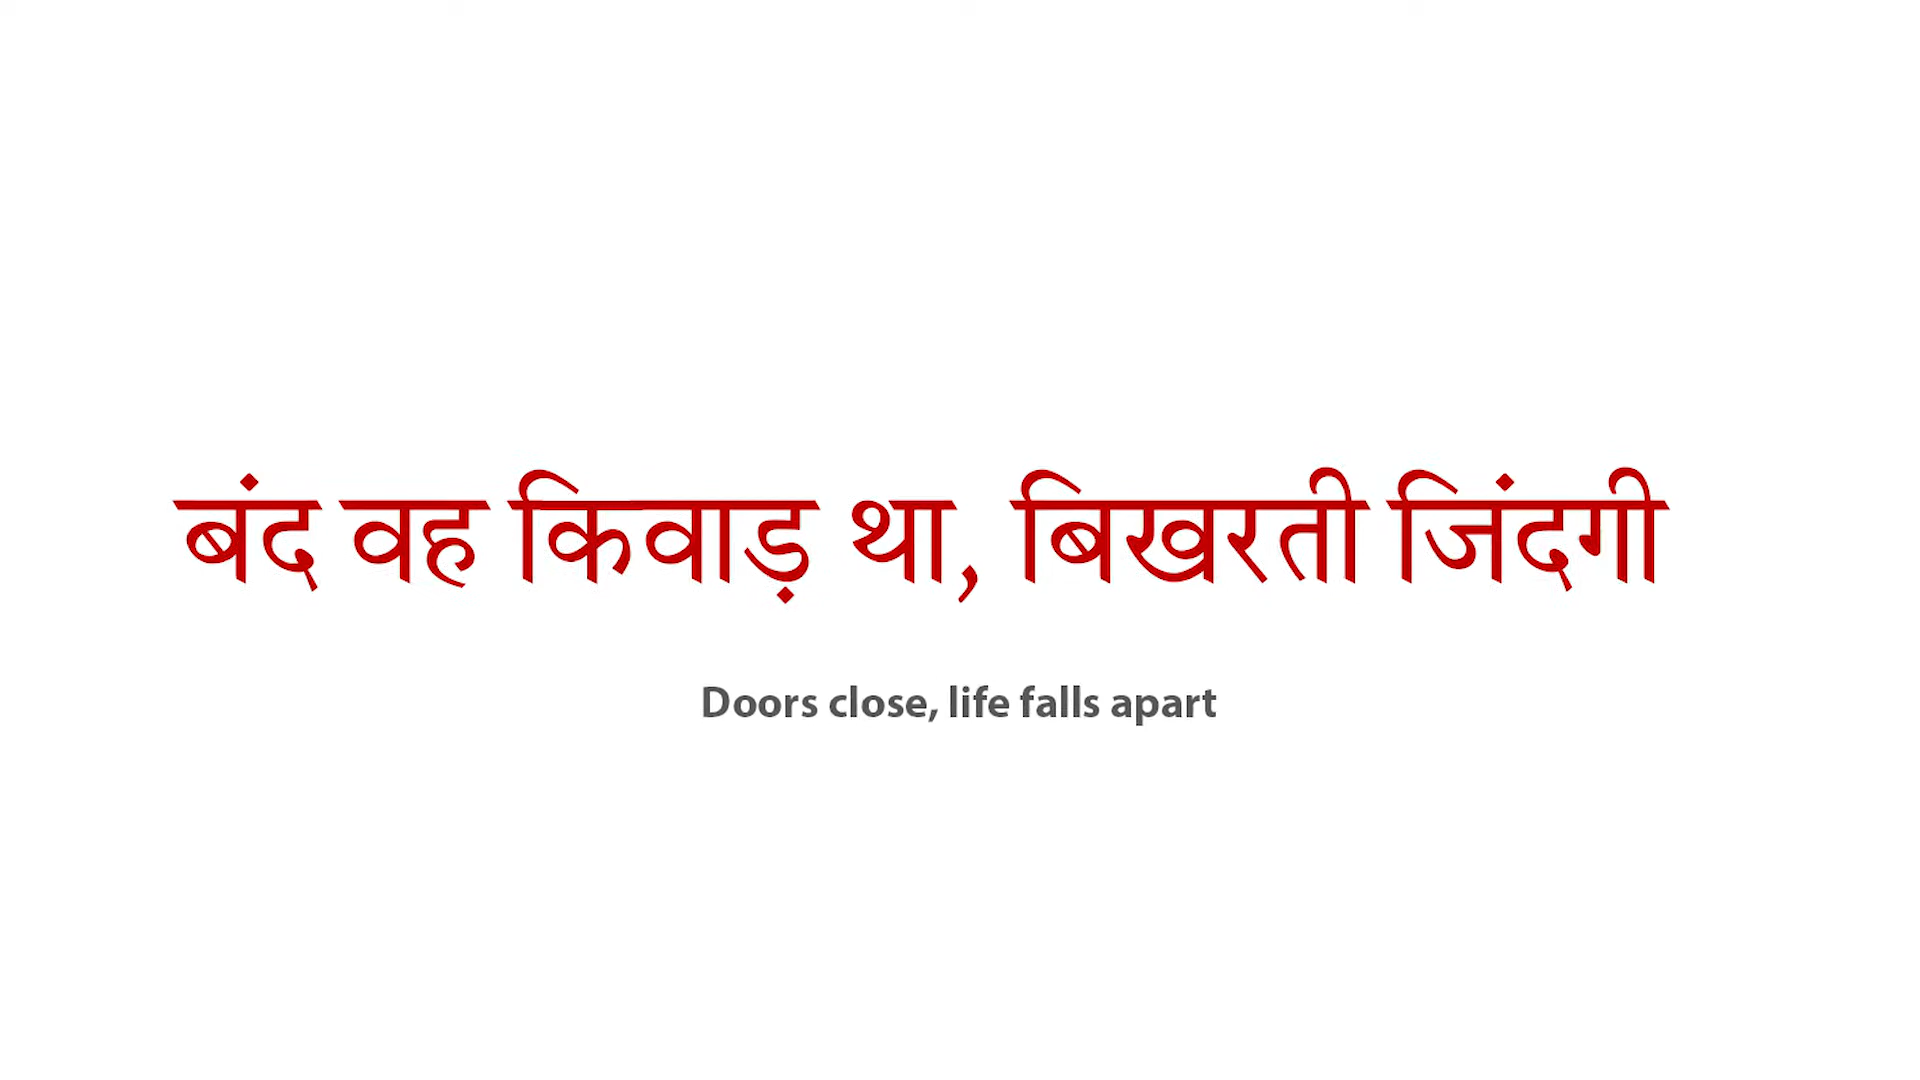 बंद वह किवाड़ था, बिखरती जिंदगी
Doors close, life falls apart